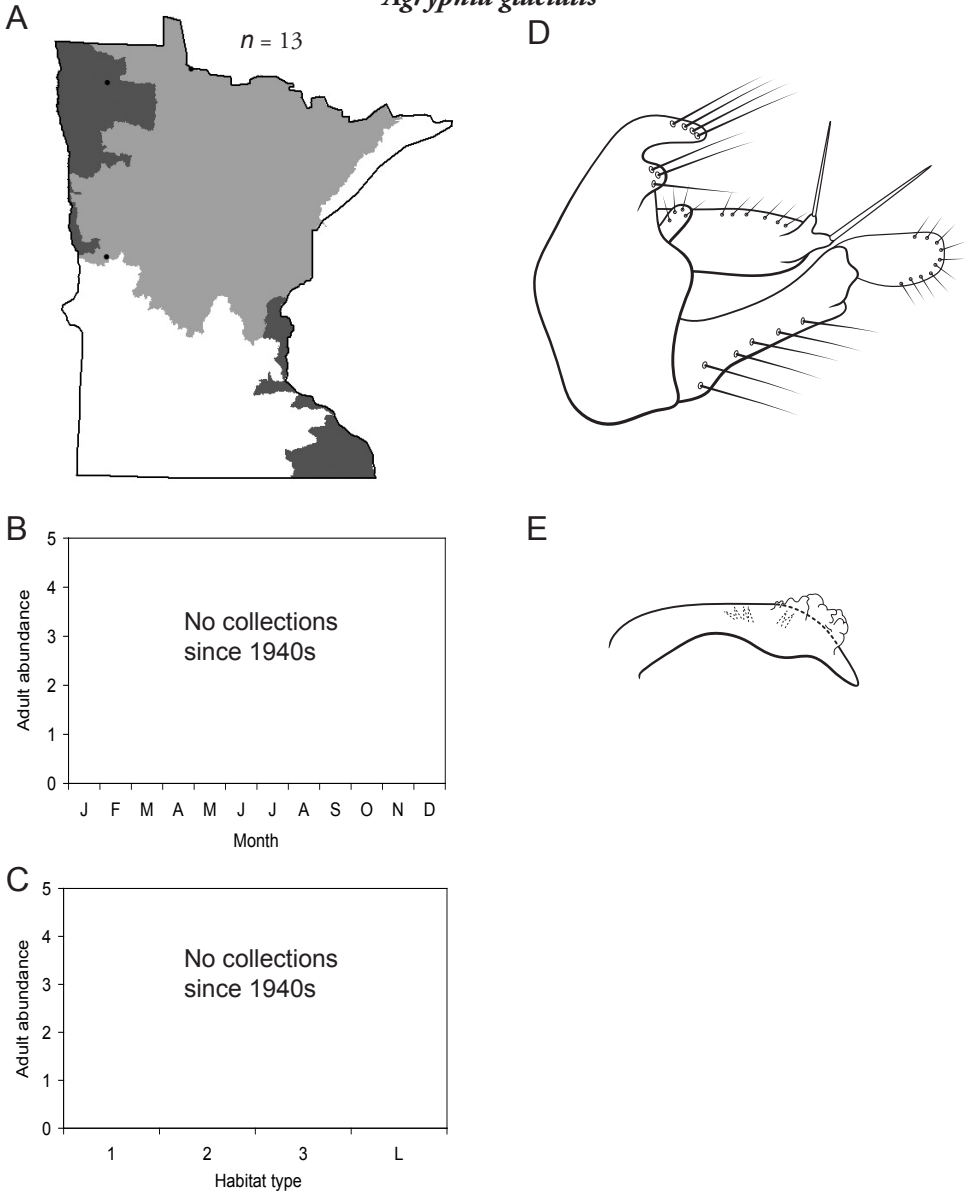 Agrypnia glacialis
A
n = 13
D
B
5
4
3
2
1
0
Adult abundance
No collections
since 1940s
J F M A M J J A S O N D
Month
E
C
5
4
3
2
1
0
Adult abundance
No collections
since 1940s
1 2 3 L
Habitat type